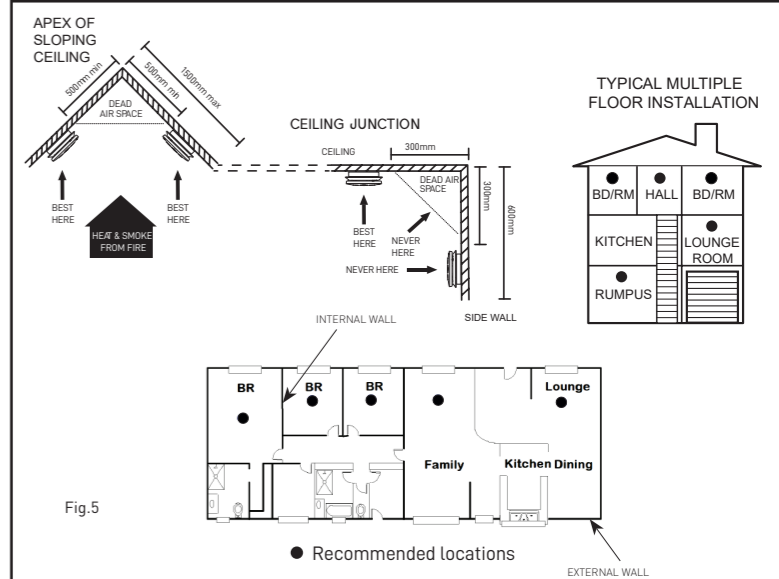 APEX OF
SLOPING
CEILING
500mm min
500mm min
1500mm max
DEAD
AIR SPACE
BEST
HERE
BEST
HERE
HEAT & SMOKE
FROM FIRE
CEILING JUNCTION
CEILING
300mm
DEAD AIR
SPACE
300mm
600mm
BEST
HERE
NEVER
HERE
NEVER HERE
SIDE WALL
TYPICAL MULTIPLE
FLOOR INSTALLATION
BD/RM
HALL
BD/RM
KITCHEN
LOUNGE
ROOM
RUMPUS
INTERNAL WALL
BR
BR
BR
Lounge
Family
Kitchen Dining
Fig.5
Recommended locations
EXTERNAL WALL